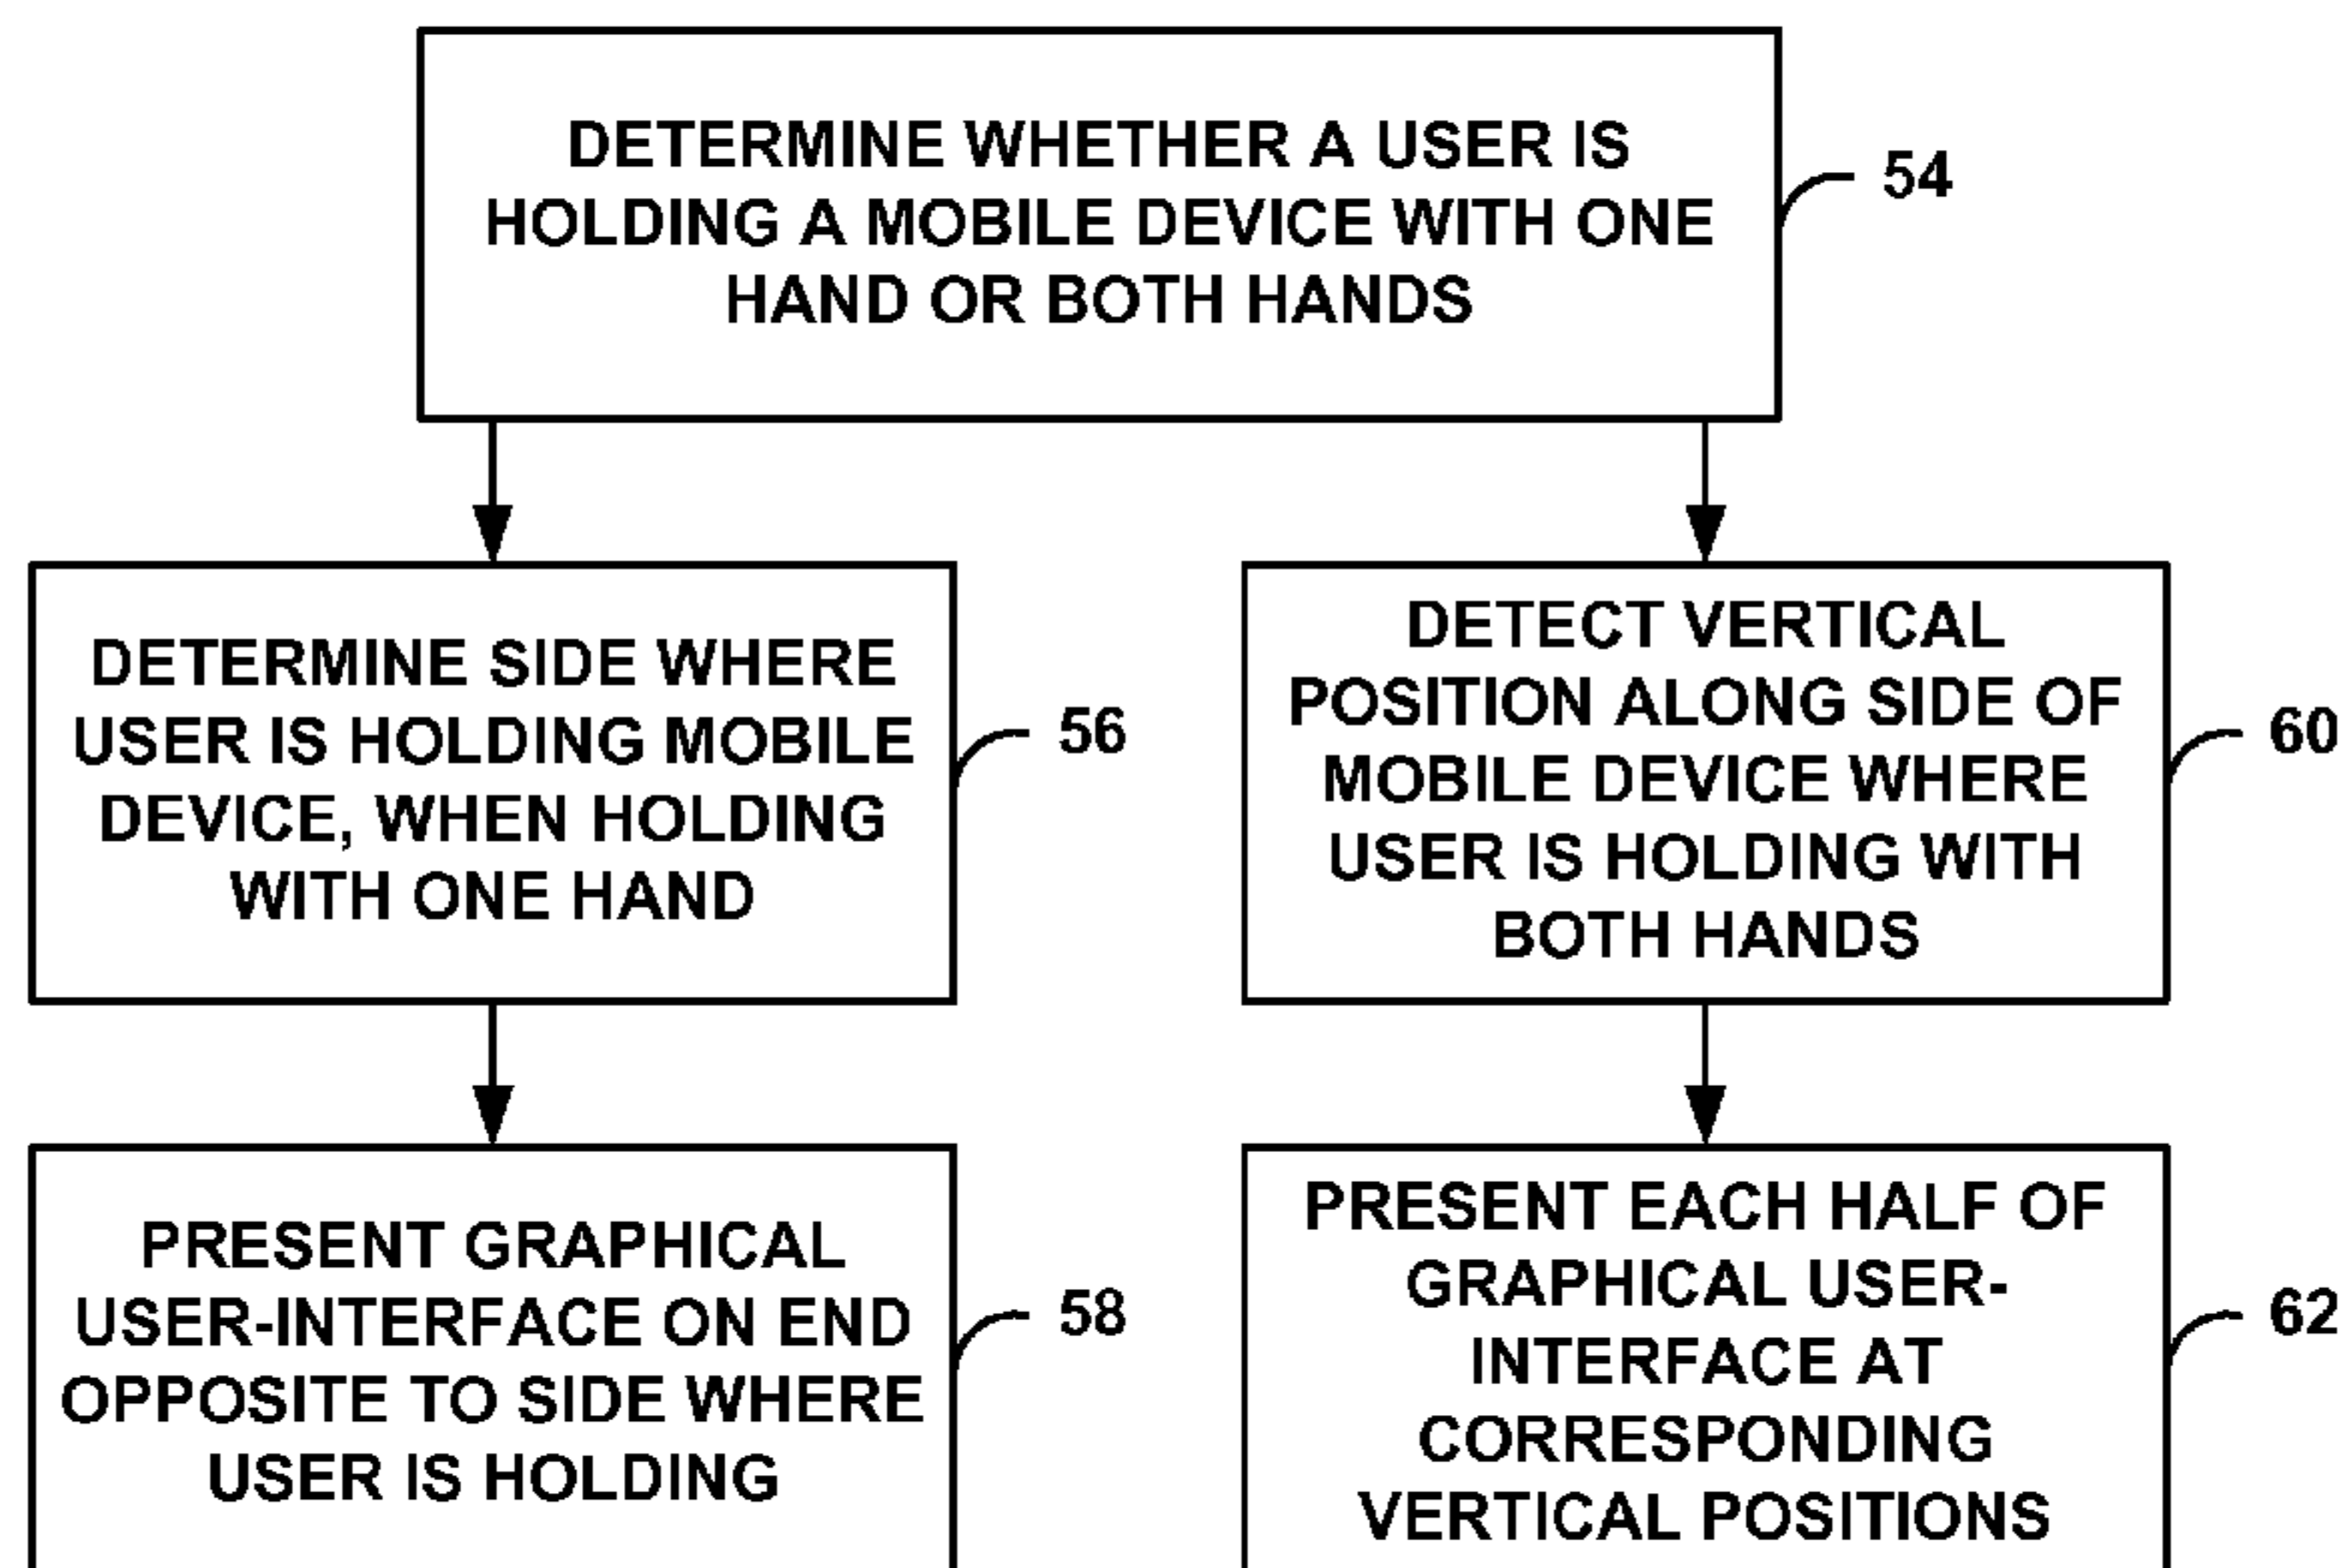 DETERMINE WHETHER A USER IS
HOLDING A MOBILE DEVICE WITH ONE
HAND OR BOTH HANDS
54
DETERMINE SIDE WHERE
USER IS HOLDING MOBILE
DEVICE, WHEN HOLDING
WITH ONE HAND
56
DETECT VERTICAL
POSITION ALONG SIDE OF
MOBILE DEVICE WHERE
USER IS HOLDING WITH
BOTH HANDS
60
PRESENT GRAPHICAL
USER-INTERFACE ON END
OPPOSITE TO SIDE WHERE
USER IS HOLDING
58
PRESENT EACH HALF OF
GRAPHICAL USER-
INTERFACE AT
CORRESPONDING
VERTICAL POSITIONS
62